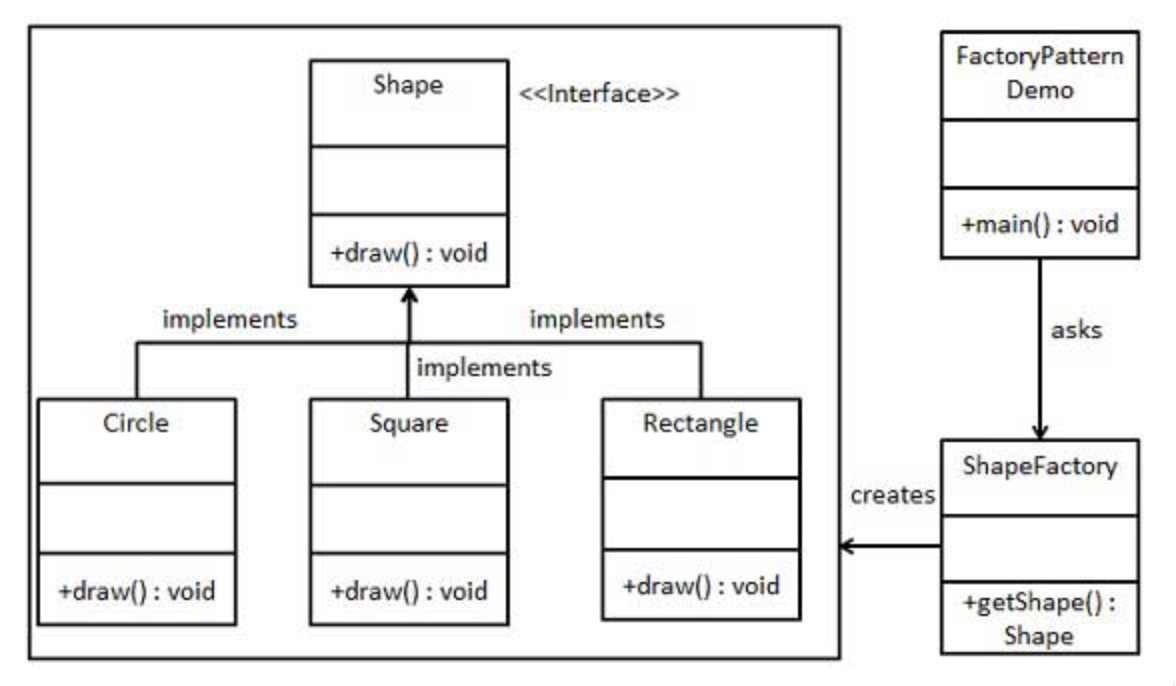 Shape
<<Interface>>
+draw() : void
implements
implements
implements
Circle
+draw() : void
Square
+draw() : void
Rectangle
+draw() : void
FactoryPattern
Demo
+main() : void
asks
ShapeFactory
+getShape() :
Shape
creates